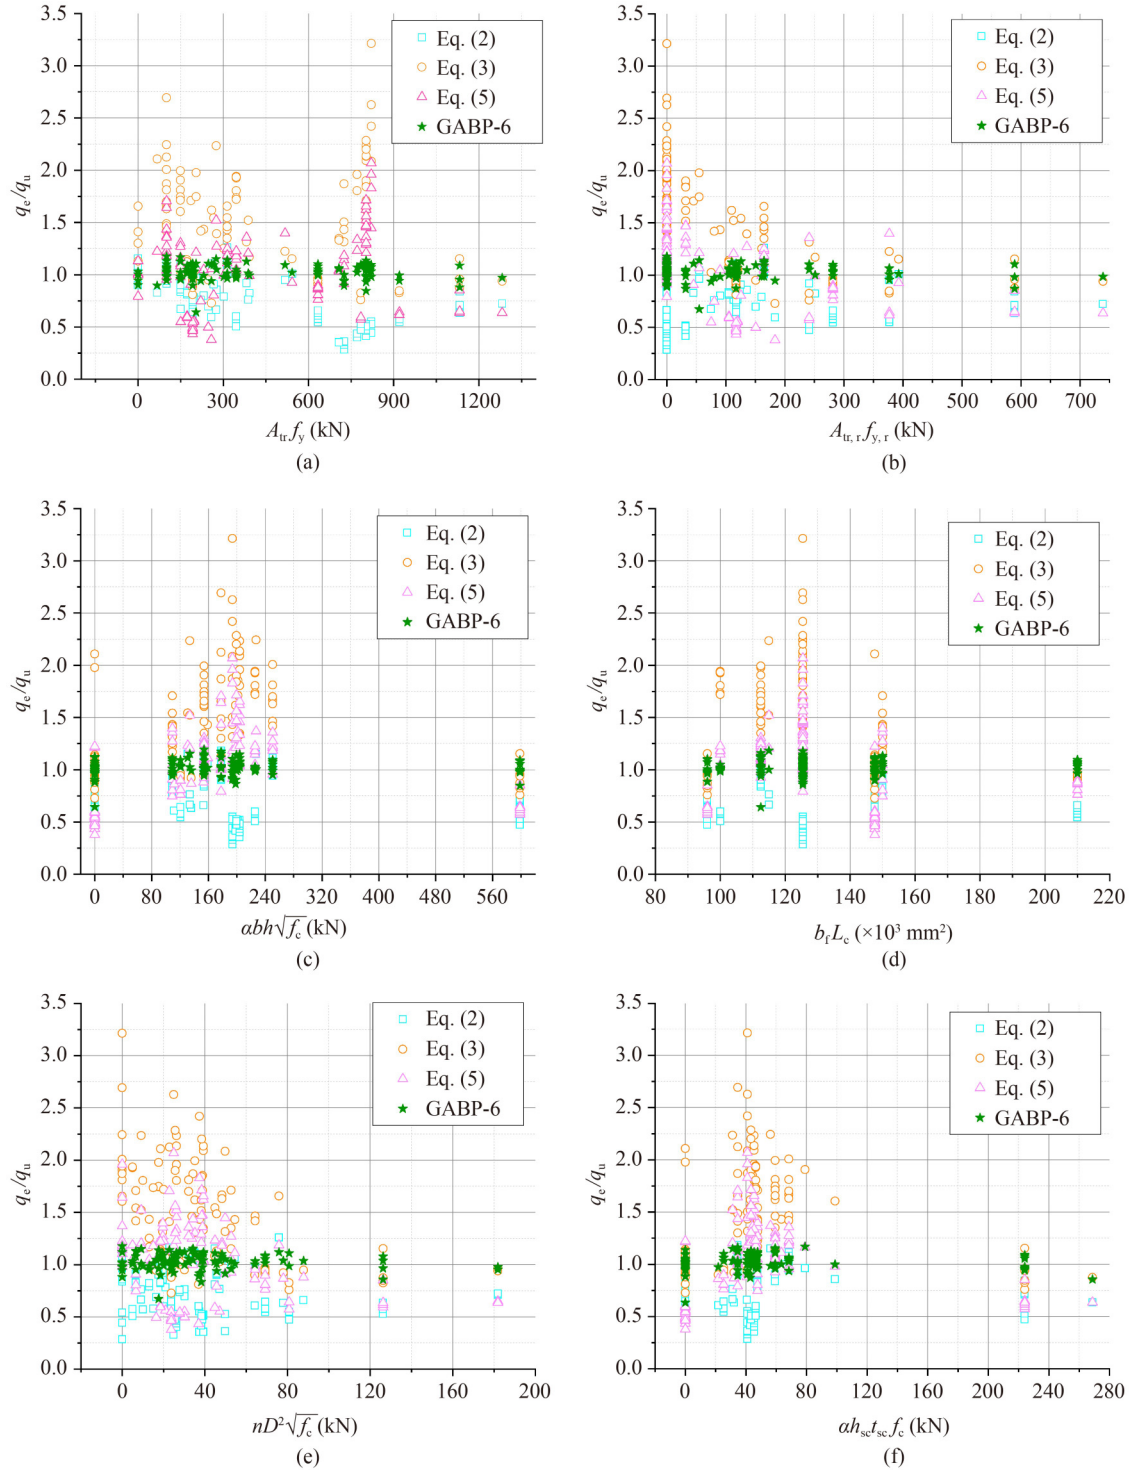 3.5
3.0
2.5
2.0
1.5
1.0
0.5
0.0
qe/qu
Eq. (2)
Eq. (3)
Eq. (5)
GABP-6
0 300 600 900 1200
Atr fy (kN)
(a)
3.5
3.0
2.5
2.0
1.5
1.0
0.5
0.0
qe/qu
Eq. (2)
Eq. (3)
Eq. (5)
GABP-6
0 100 200 300 400 500 600 700
Atr, r fy, r (kN)
(b)
3.5
3.0
2.5
2.0
1.5
1.0
0.5
0.0
qe/qu
Eq. (2)
Eq. (3)
Eq. (5)
GABP-6
0 80 160 240 320 400 480 560
αbh√fc (kN)
(c)
3.5
3.0
2.5
2.0
1.5
1.0
0.5
0.0
qe/qu
Eq. (2)
Eq. (3)
Eq. (5)
GABP-6
80 100 120 140 160 180 200 220
bfLc (×10³ mm²)
(d)
3.5
3.0
2.5
2.0
1.5
1.0
0.5
0.0
qe/qu
Eq. (2)
Eq. (3)
Eq. (5)
GABP-6
0 40 80 120 160 200
nD²√fc (kN)
(e)
3.5
3.0
2.5
2.0
1.5
1.0
0.5
0.0
qe/qu
Eq. (2)
Eq. (3)
Eq. (5)
GABP-6
0 40 80 120 160 200 240 280
αhsctsc fc (kN)
(f)